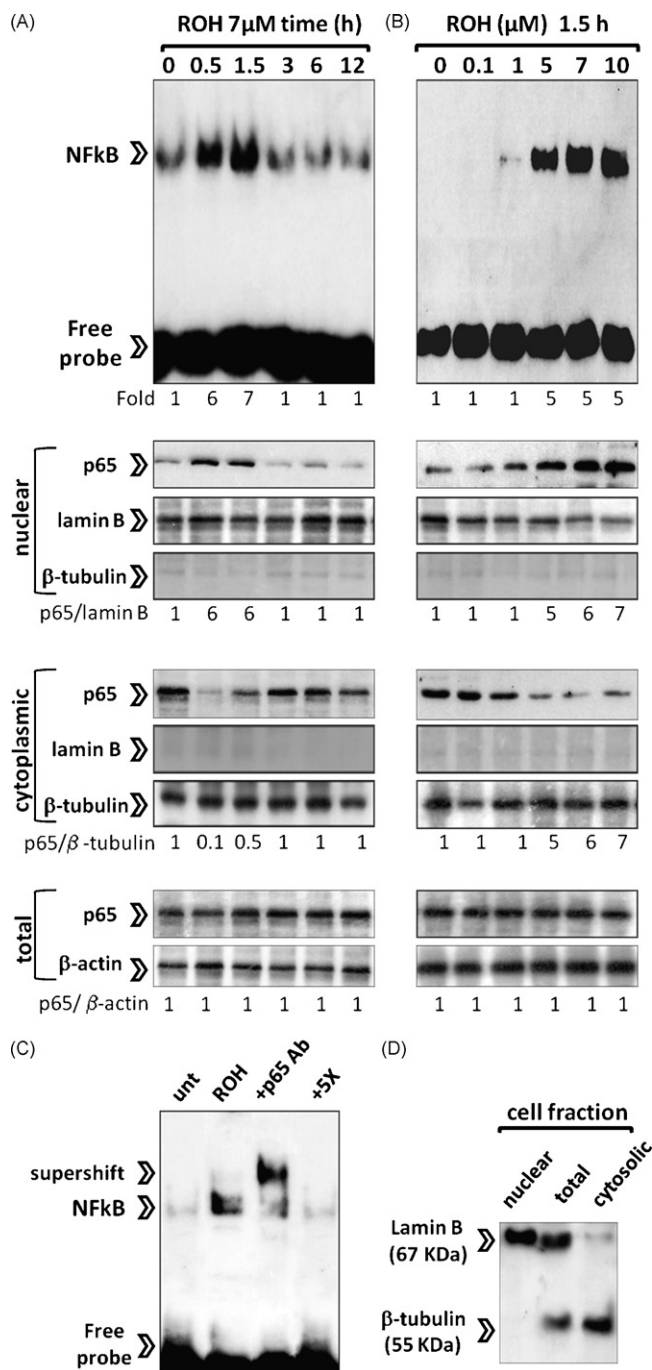 (A) ROH 7µM time (h)
0 0.5 1.5 3 6 12
NFkB
Free probe
Fold 1 6 7 1 1 1
(B) ROH (µM) 1.5 h
0 0.1 1 5 7 10
1 1 1 5 5 5
nuclear
p65
lamin B
β-tubulin
p65/lamin B 1 6 6 1 1 1
1 1 1 5 6 7
cytoplasmic
p65
lamin B
β-tubulin
p65/β -tubulin 1 0.1 0.5 1 1 1
1 1 1 5 6 7
total
p65
β-actin
p65/ β-actin 1 1 1 1 1 1
1 1 1 1 1 1
(C)
unt ROH +p65 Ab +5X
supershift
NFkB
Free
probe
(D)
cell fraction
nuclear total cytosolic
Lamin B
(67 KDa)
β-tubulin
(55 KDa)